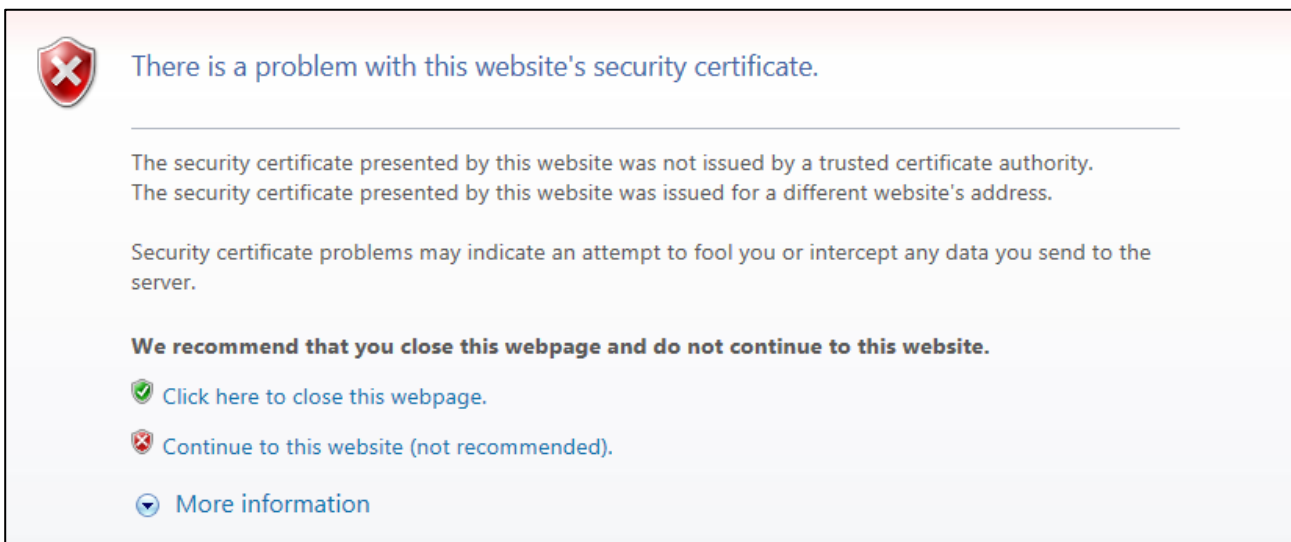 There is a problem with this website's security certificate.
The security certificate presented by this website was not issued by a trusted certificate authority.
The security certificate presented by this website was issued for a different website's address.
Security certificate problems may indicate an attempt to fool you or intercept any data you send to the
server.
We recommend that you close this webpage and do not continue to this website.
Click here to close this webpage.
Continue to this website (not recommended).
More information